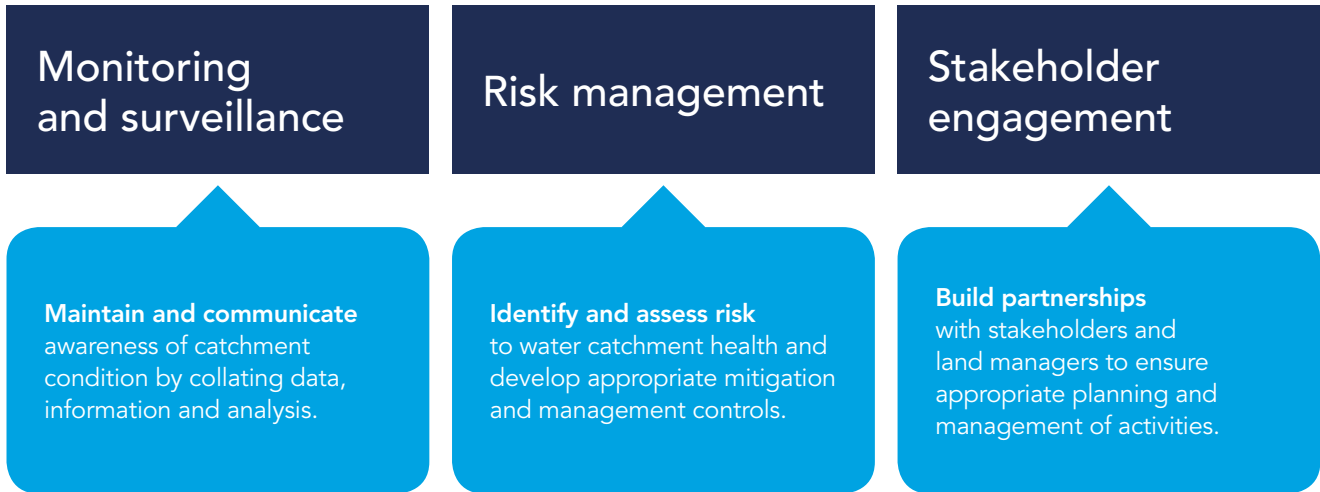 Monitoring
and surveillance
Maintain and communicate
awareness of catchment
condition by collating data,
information and analysis.
Risk management
Identify and assess risk
to water catchment health and
develop appropriate mitigation
and management controls.
Stakeholder
engagement
Build partnerships
with stakeholders and
land managers to ensure
appropriate planning and
management of activities.